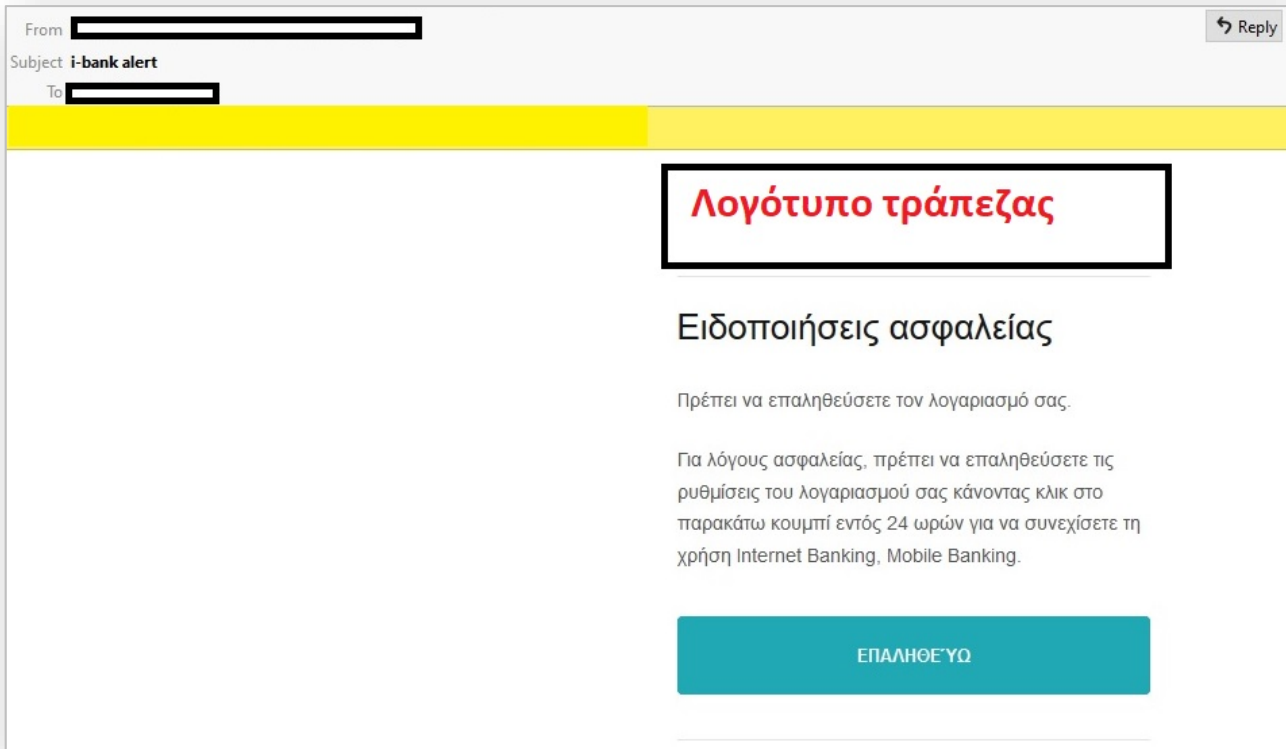 From
Reply
Subject i-bank alert
To
Λογότυπο τράπεζας
Ειδοποιήσεις ασφαλείας
Πρέπει να επαληθεύσετε τον λογαριασμό σας.
Για λόγους ασφαλείας, πρέπει να επαληθεύσετε τις
ρυθμίσεις του λογαριασμού σας κάνοντας κλικ στο
παρακάτω κουμπί εντός 24 ωρών για να συνεχίσετε τη
χρήση Internet Banking, Mobile Banking.
ΕΠΑΛΗΘΕΎΩ